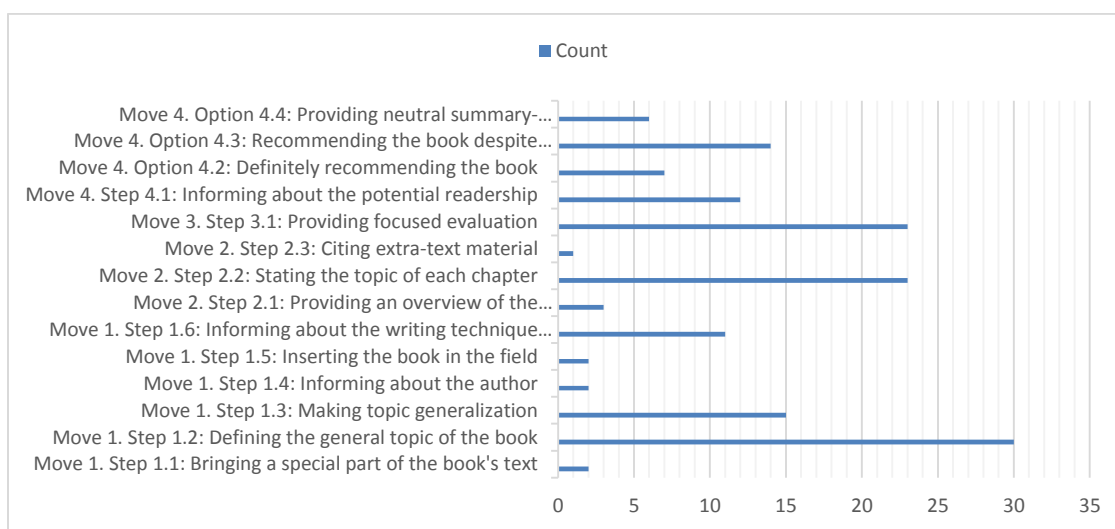 Count
Move 4. Option 4.4: Providing neutral summary-...
Move 4. Option 4.3: Recommending the book despite...
Move 4. Option 4.2: Definitely recommending the book
Move 4. Step 4.1: Informing about the potential readership
Move 3. Step 3.1: Providing focused evaluation
Move 2. Step 2.3: Citing extra-text material
Move 2. Step 2.2: Stating the topic of each chapter
Move 2. Step 2.1: Providing an overview of the...
Move 1. Step 1.6: Informing about the writing technique...
Move 1. Step 1.5: Inserting the book in the field
Move 1. Step 1.4: Informing about the author
Move 1. Step 1.3: Making topic generalization
Move 1. Step 1.2: Defining the general topic of the book
Move 1. Step 1.1: Bringing a special part of the book's text
0 5 10 15 20 25 30 35